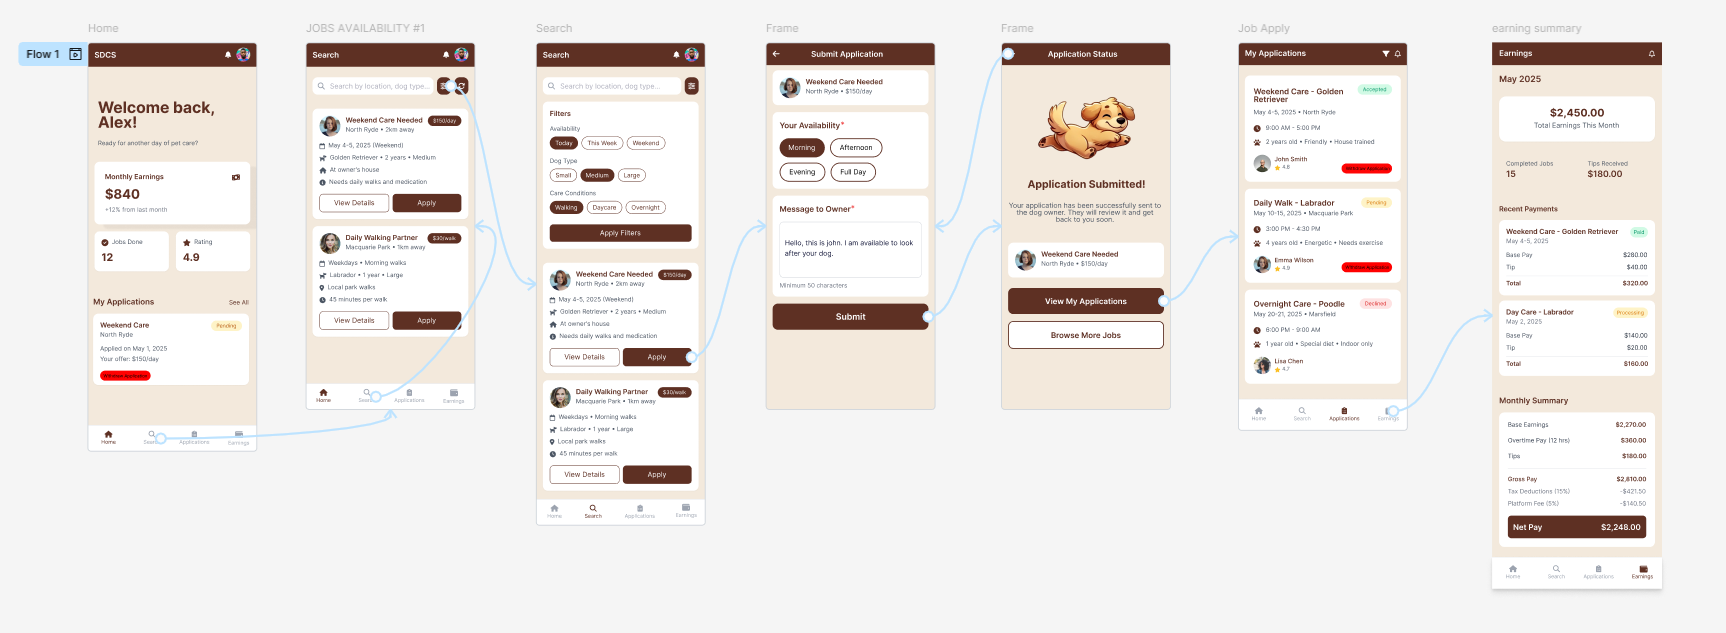 Flow 1
Home
SDCS
Welcome back,
Alex!
Ready for another day of pet care?
Monthly Earnings
$840
+12% from last month
Jobs Done
12
Rating
4.9
My Applications
See All
Weekend Care
Pending
North Ryde
Applied on May 1, 2025
Your offer: $150/day
Home
Applications
Earnings
JOBS AVAILABILITY #1
Search
Search by location, dog type...
Weekend Care Needed
$150/day
North Ryde • 2km away
May 4-5, 2025 (Weekend)
Golden Retriever • 2 years • Medium
At owner's house
Needs daily walks and medication
View Details
Apply
Daily Walking Partner
$30/walk
Macquarie Park • 1km away
Weekdays • Morning walks
Labrador • 1 year • Large
Local park walks
45 minutes per walk
View Details
Apply
Home
Applications
Earnings
Search
Search
Search by location, dog type...
Filters
Availability
Today
This Week
Weekend
Dog Type
Small
Medium
Large
Care Conditions
Walking
Daycare
Overnight
Apply Filters
Weekend Care Needed
$150/day
North Ryde • 2km away
May 4-5, 2025 (Weekend)
Golden Retriever • 2 years • Medium
At owner's house
Needs daily walks and medication
View Details
Apply
Daily Walking Partner
$30/walk
Macquarie Park • 1km away
Weekdays • Morning walks
Labrador • 1 year • Large
Local park walks
45 minutes per walk
View Details
Apply
Home
Search
Applications
Earnings
Frame
Submit Application
Weekend Care Needed
North Ryde • $150/day
Your Availability*
Morning
Afternoon
Evening
Full Day
Message to Owner*
Hello, this is john. I am available to look
after your dog.
Minimum 50 characters
Submit
Frame
Application Status
Application Submitted!
Your application has been successfully sent to
the dog owner. They will review it and get
back to you soon.
Weekend Care Needed
North Ryde • $150/day
View My Applications
Browse More Jobs
Job Apply
My Applications
Weekend Care - Golden
Retriever
Accepted
May 4-5, 2025 • North Ryde
9:00 AM - 5:00 PM
2 years old • Friendly • House trained
John Smith
4.8
Daily Walk - Labrador
Pending
May 10-15, 2025 • Macquarie Park
3:00 PM - 4:30 PM
4 years old • Energetic • Needs exercise
Emma Wilson
4.9
Overnight Care - Poodle
Declined
May 20-21, 2025 • Marsfield
6:00 PM - 9:00 AM
1 year old • Special diet • Indoor only
Lisa Chen
4.7
Home
Search
Applications
earning summary
Earnings
May 2025
$2,450.00
Total Earnings This Month
Completed Jobs
15
Tips Received
$180.00
Recent Payments
Weekend Care - Golden Retriever
Paid
May 4-5, 2025
Base Pay
$280.00
Tip
$40.00
Total
$320.00
Day Care - Labrador
Processing
May 2, 2025
Base Pay
$140.00
Tip
$20.00
Total
$160.00
Monthly Summary
Base Earnings
$2,270.00
Overtime Pay (12 hrs)
$360.00
Tips
$180.00
Gross Pay
$2,810.00
Tax Deductions (15%)
-$421.50
Platform Fee (5%)
-$140.50
Net Pay
$2,248.00
Home
Search
Applications
Earnings